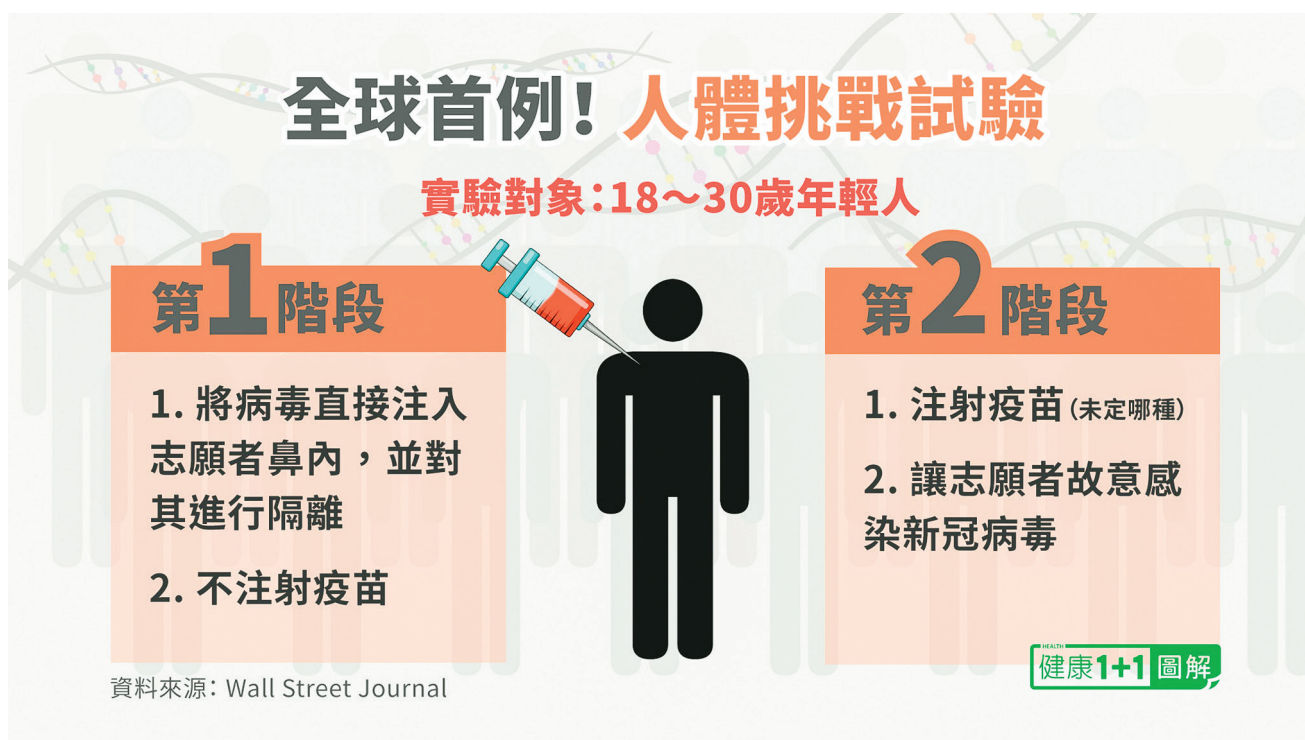 全球首例！人體挑戰試驗
實驗對象：18～30歲年輕人
第1階段
1. 將病毒直接注入
志願者鼻內，並對
其進行隔離
2. 不注射疫苗
第2階段
1. 注射疫苗（未定哪種）
2. 讓志願者故意感
染新冠病毒
資料來源：Wall Street Journal
HEALTH
健康1+1 圖解